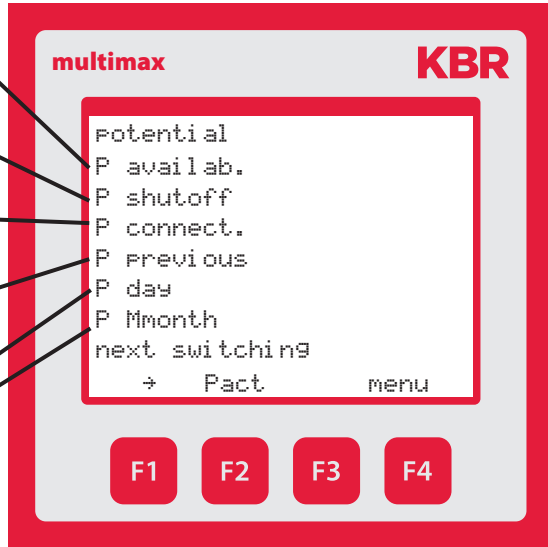 multimax KBR
potential
P availab.
P shutoff
P connect.
P previous
P day
P Mmonth
next switching
→ Pact menu
F1 F2 F3 F4